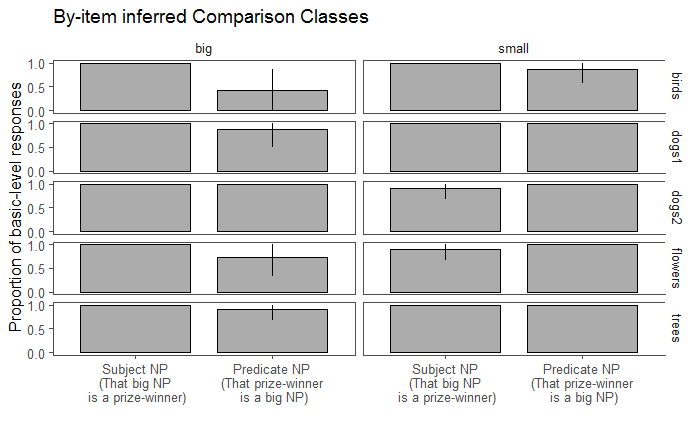 By-item inferred Comparison Classes
big
small
Proportion of basic-level responses
1.0
0.5
0.0
birds
1.0
0.5
0.0
dogs1
1.0
0.5
0.0
dogs2
1.0
0.5
0.0
flowers
1.0
0.5
0.0
trees
Subject NP
(That big NP
is a prize-winner)
Predicate NP
(That prize-winner
is a big NP)
Subject NP
(That big NP
is a prize-winner)
Predicate NP
(That prize-winner
is a big NP)